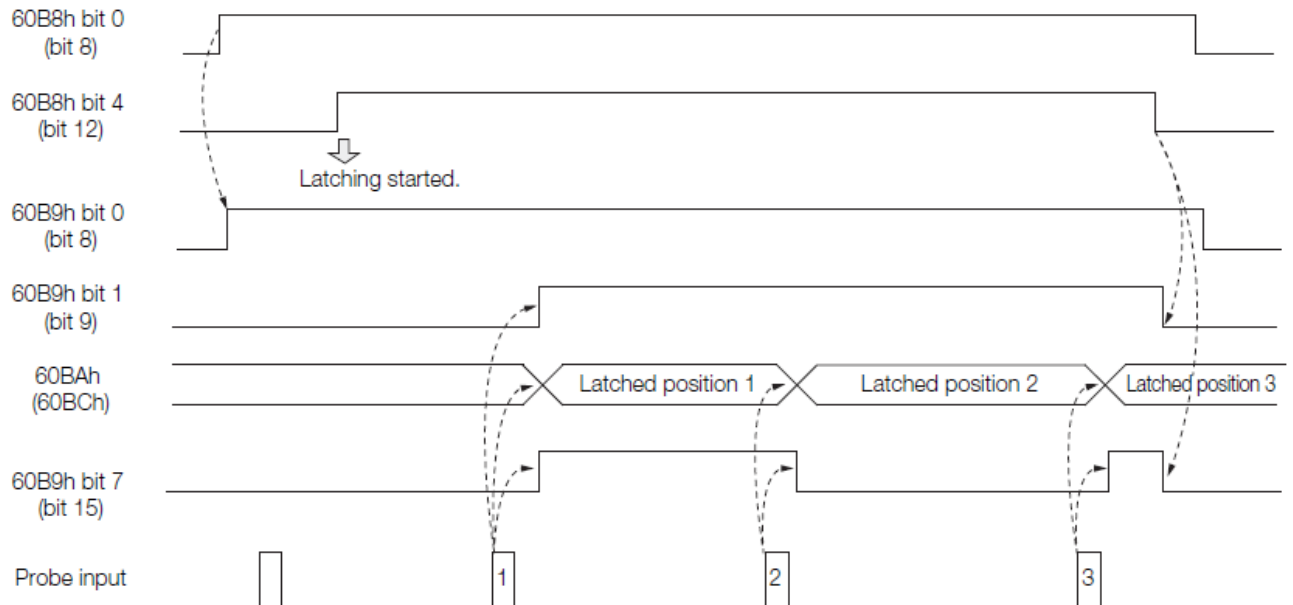 60B8h bit 0
(bit 8)
60B8h bit 4
(bit 12)
Latching started.
60B9h bit 0
(bit 8)
60B9h bit 1
(bit 9)
60BAh
(60BCh)
Latched position 1
Latched position 2
Latched position 3
60B9h bit 7
(bit 15)
Probe input
1
2
3